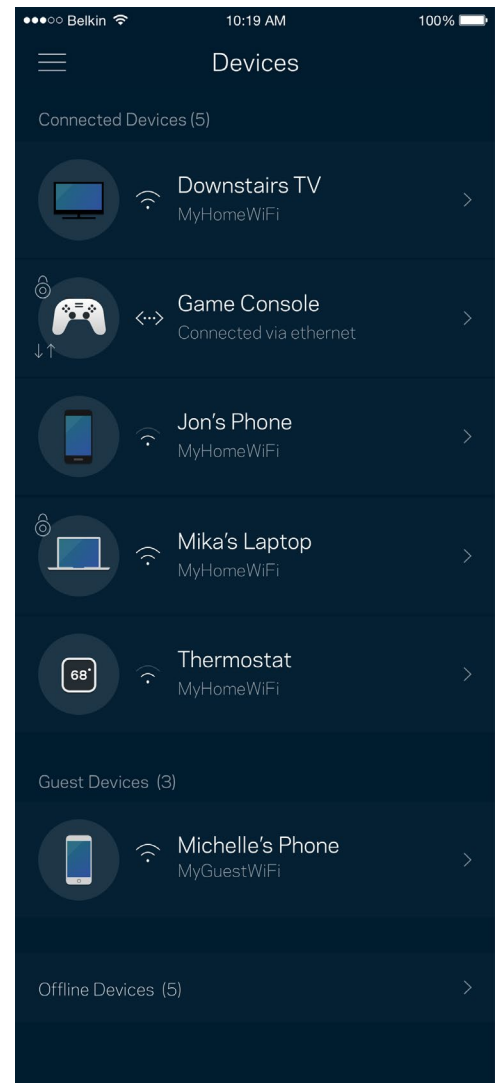 Belkin 10:19 AM 100%
Devices
Connected Devices (5)
Downstairs TV
MyHomeWiFi
Game Console
Connected via ethernet
Jon's Phone
MyHomeWiFi
Mika's Laptop
MyHomeWiFi
68°
Thermostat
MyHomeWiFi
Guest Devices (3)
Michelle's Phone
MyGuestWiFi
Offline Devices (5)